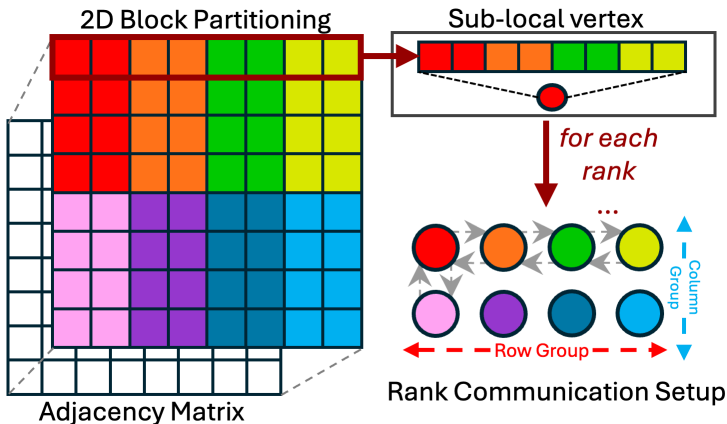 2D Block Partitioning
Sub-local vertex
for each
rank
...
Column
Group
Row Group
Rank Communication Setup
Adjacency Matrix